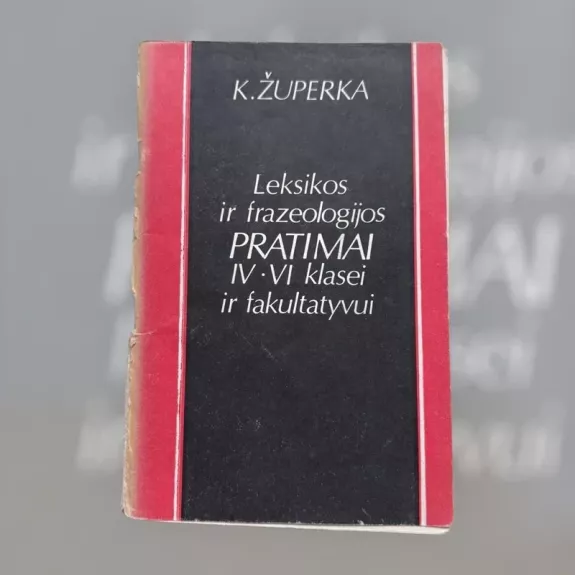 K. ŽUPERKA
Leksikos
ir frazeologijos
PRATIMAI
IV · VI klasei
ir fakultatyvui